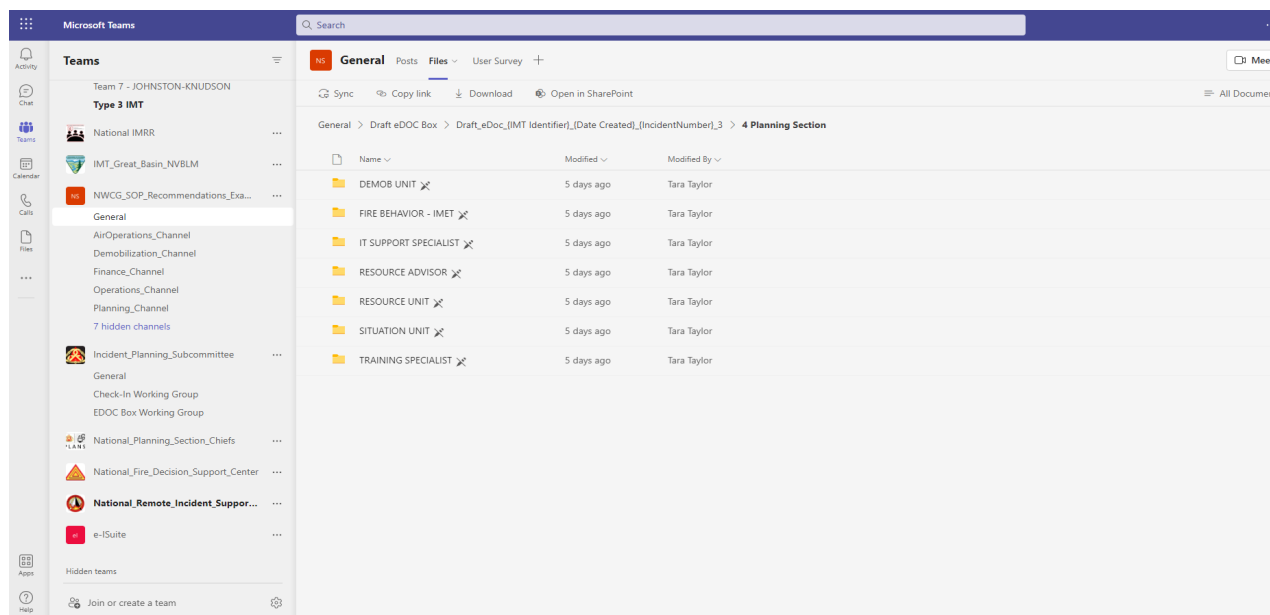 Microsoft Teams
Search
Activity
Chat
Teams
Calendar
Calls
Files
Apps
Help
Teams
Team 7 - JOHNSTON-KNUDSON
Type 3 IMT
National IMRR
IMT_Great_Basin_NVBLM
NS
NWCG_SOP_Recommendations_Exa...
General
AirOperations_Channel
Demobilization_Channel
Finance_Channel
Operations_Channel
Planning_Channel
7 hidden channels
Incident_Planning_Subcommittee
General
Check-In Working Group
EDOC Box Working Group
National_Planning_Section_Chiefs
National_Fire_Decision_Support_Center
National_Remote_Incident_Suppor...
eI
e-ISuite
Hidden teams
Join or create a team
NS General Posts Files User Survey Mee
Sync Copy link Download Open in SharePoint All Documen
General > Draft eDOC Box > Draft_eDoc_{IMT Identifier}_{Date Created}_{IncidentNumber}_3 > 4 Planning Section
Name Modified Modified By
DEMOB UNIT 5 days ago Tara Taylor
FIRE BEHAVIOR - IMET 5 days ago Tara Taylor
IT SUPPORT SPECIALIST 5 days ago Tara Taylor
RESOURCE ADVISOR 5 days ago Tara Taylor
RESOURCE UNIT 5 days ago Tara Taylor
SITUATION UNIT 5 days ago Tara Taylor
TRAINING SPECIALIST 5 days ago Tara Taylor